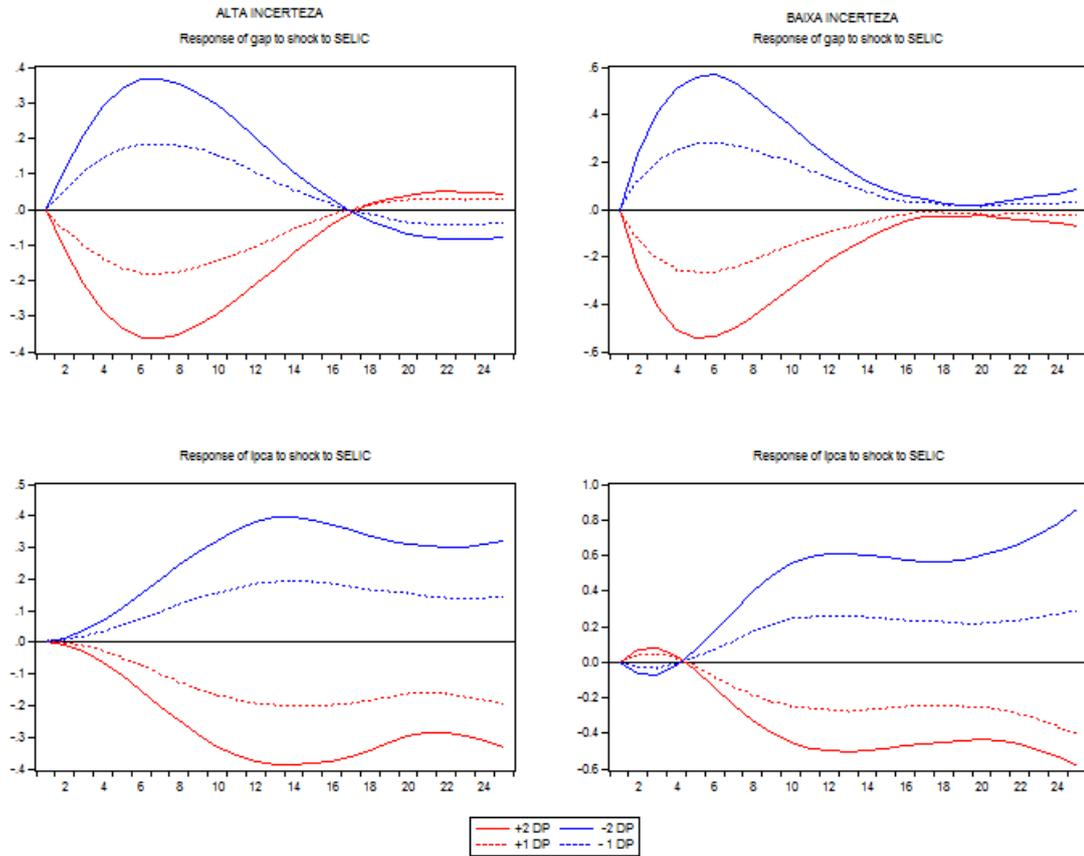 ALTA INCERTEZA
Response of gap to shock to SELIC
.4
.3
.2
.1
.0
-.1
-.2
-.3
-.4
2 4 6 8 10 12 14 16 18 20 22 24
BAIXA INCERTEZA
Response of gap to shock to SELIC
.6
.4
.2
.0
-.2
-.4
-.6
2 4 6 8 10 12 14 16 18 20 22 24
Response of ipca to shock to SELIC
.5
.4
.3
.2
.1
.0
-.1
-.2
-.3
-.4
2 4 6 8 10 12 14 16 18 20 22 24
Response of ipca to shock to SELIC
1.0
0.8
0.6
0.4
0.2
0.0
-0.2
-0.4
-0.6
2 4 6 8 10 12 14 16 18 20 22 24
+2 DP -2 DP
+1 DP -1 DP